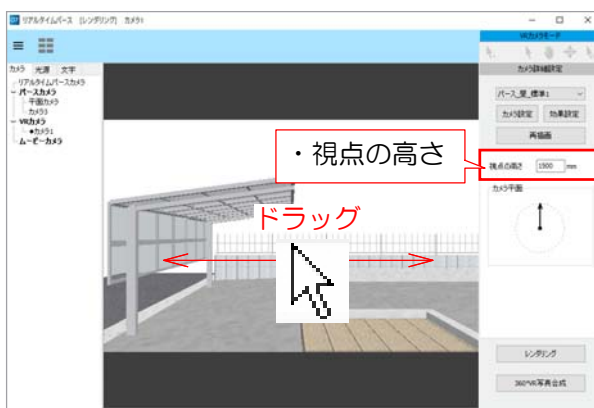 リアルタイムパース [レンダリング] カメラ1
VRカメラモード
カメラ 光源 文字
カメラ詳細設定
リアルタイムパースカメラ
パースカメラ
平面カメラ
カメラ3
VRカメラ
●カメラ1
ムービーカメラ
パース_昼_標準1
カメラ設定 効果設定
再描画
・視点の高さ
視点の高さ 1500 mm
カメラ平面
ドラッグ
レンダリング
360°VR写真合成